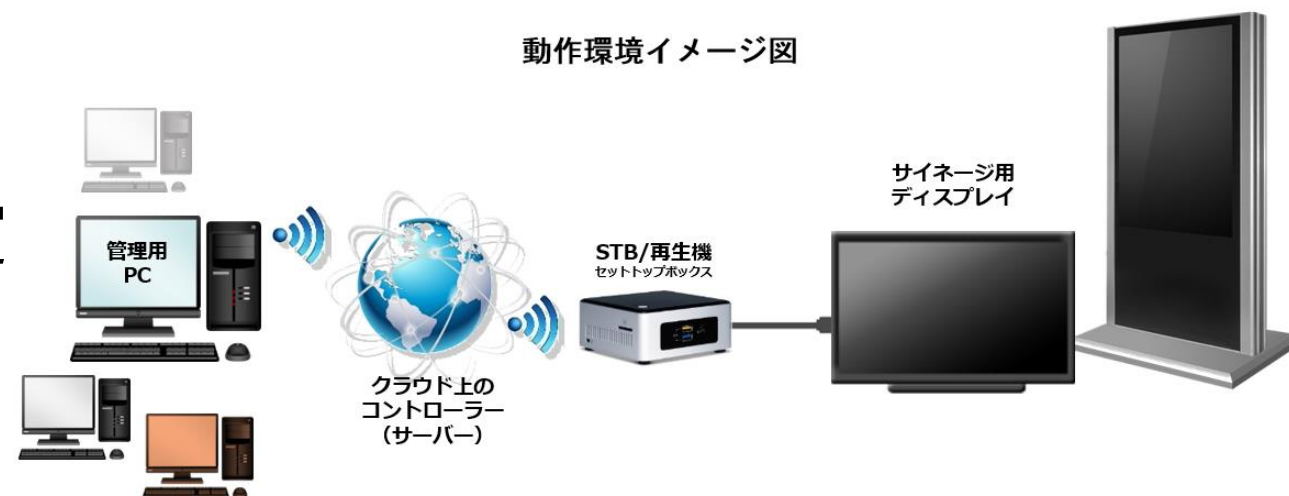 動作環境イメージ図
管理用
PC
クラウド上の
コントローラー
（サーバー）
STB/再生機
セットトップボックス
サイネージ用
ディスプレイ